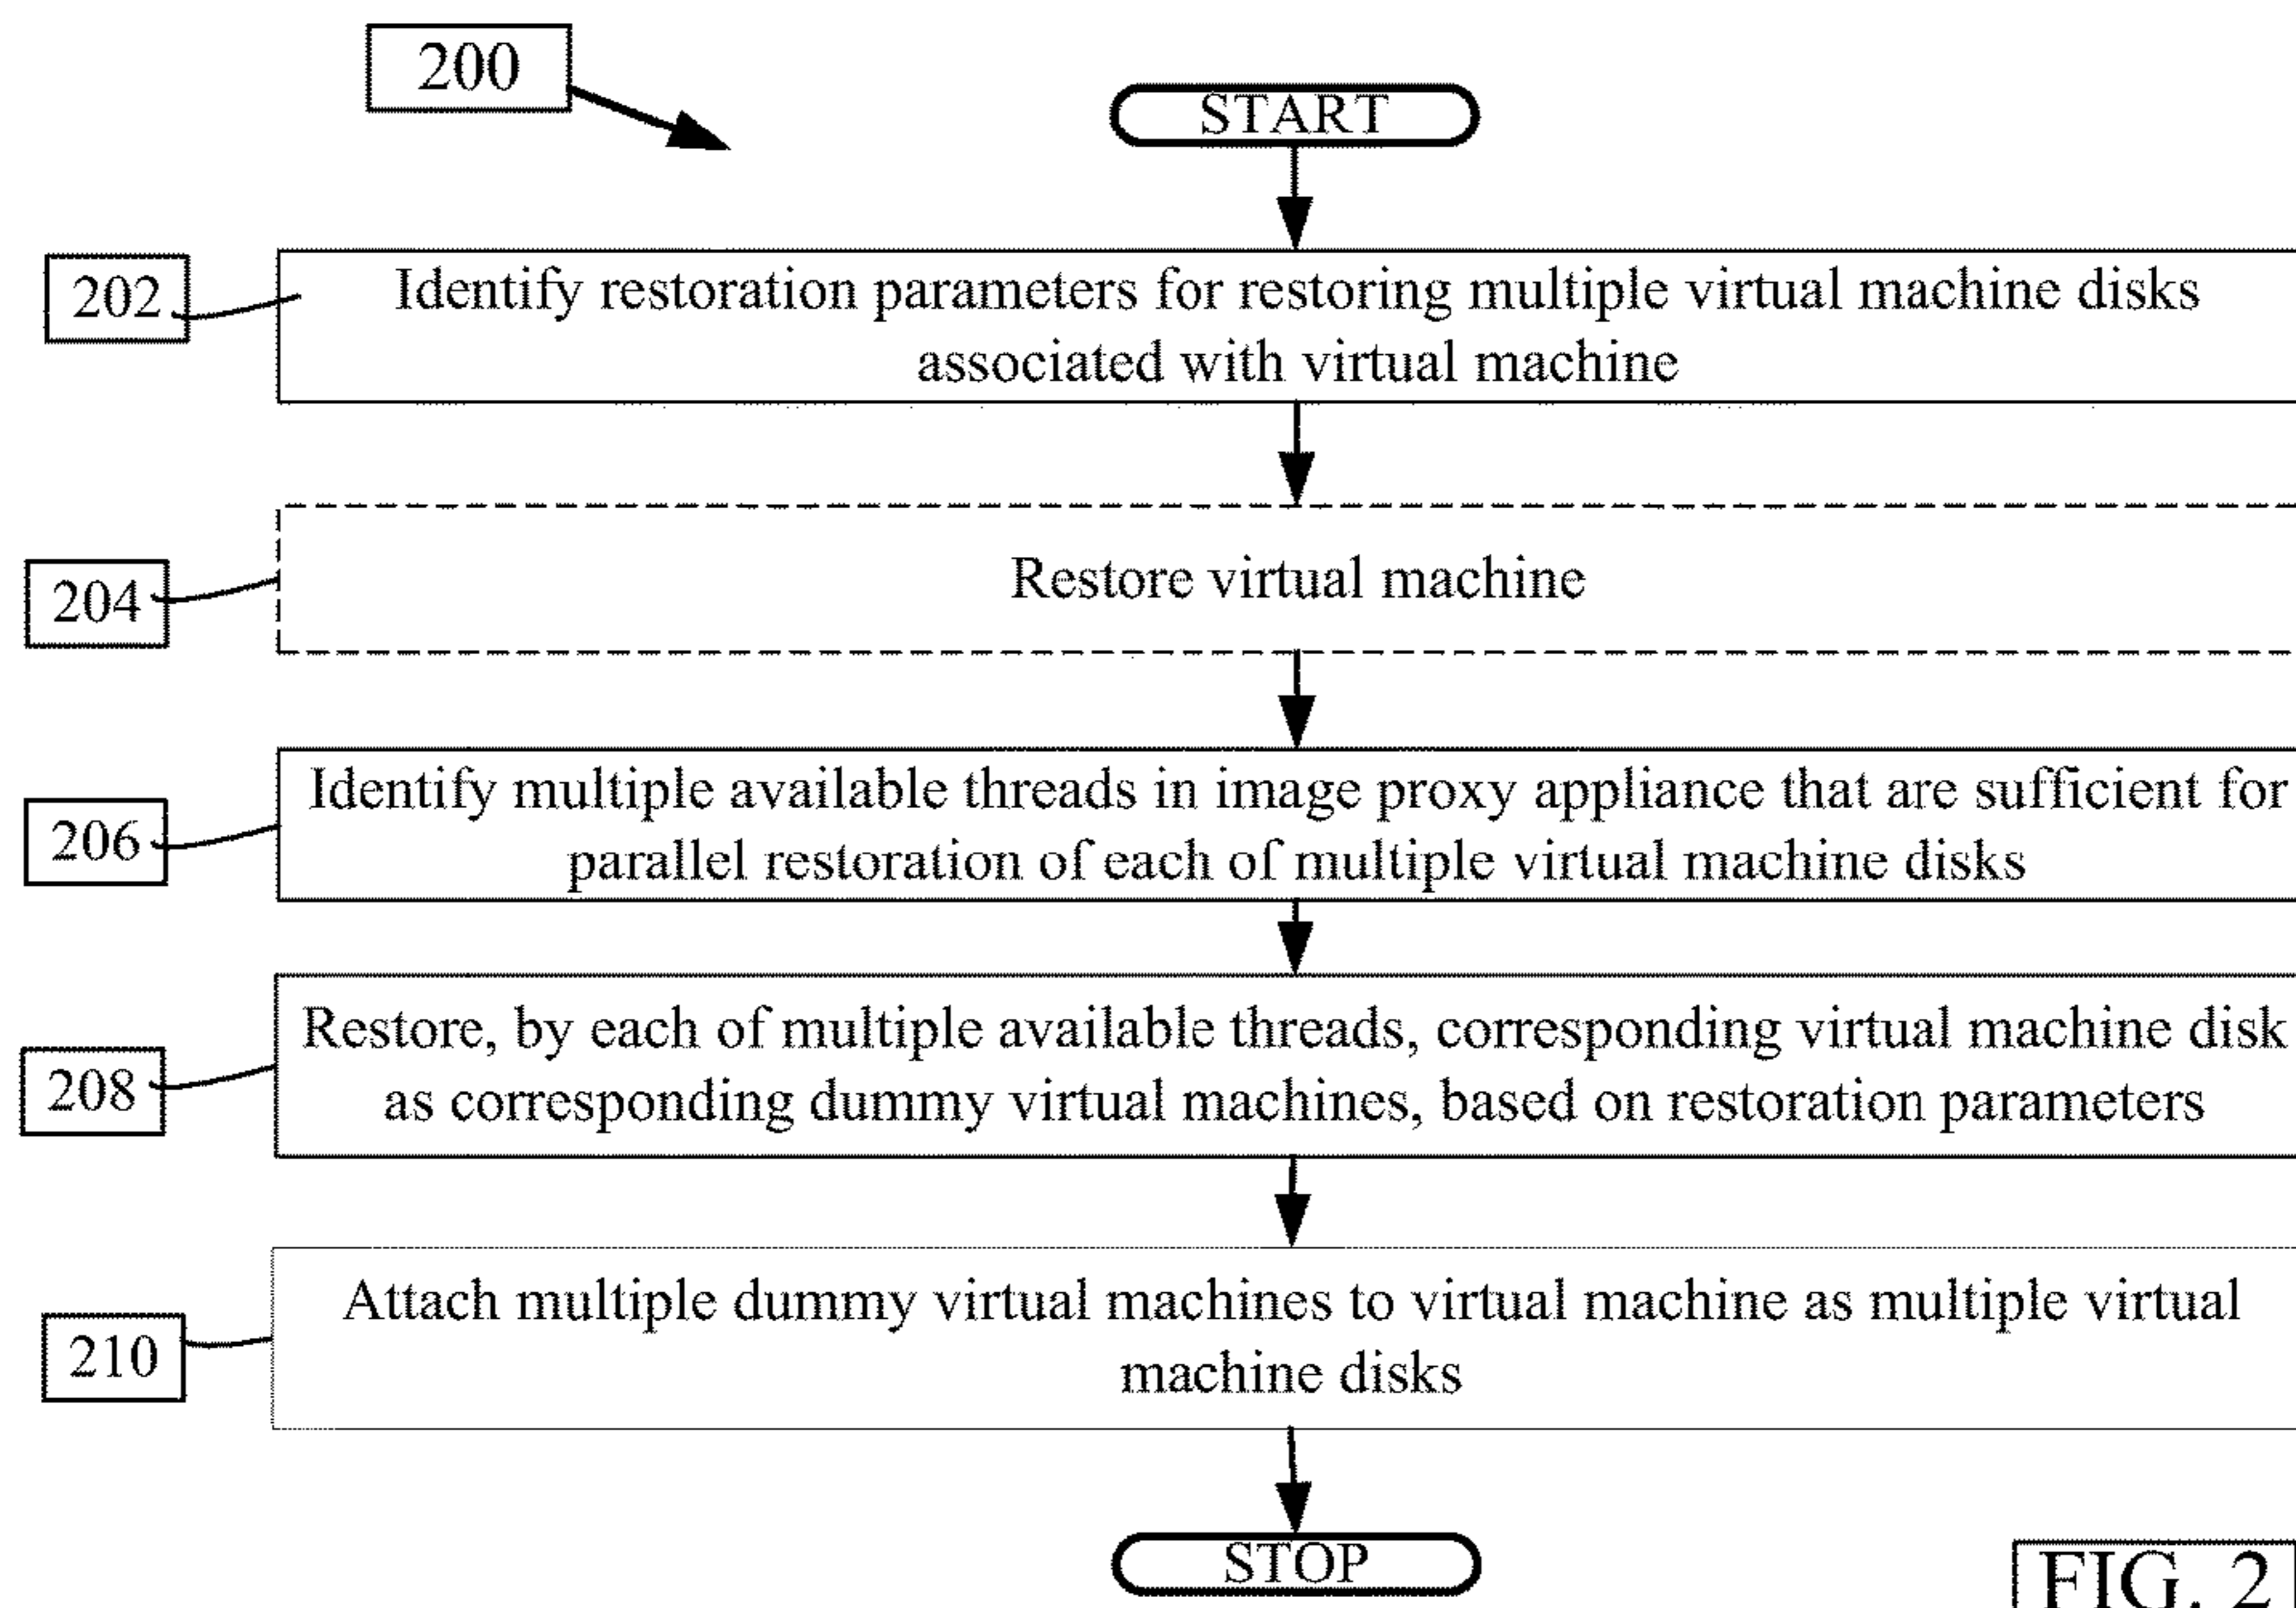 200
START
202
Identify restoration parameters for restoring multiple virtual machine disks
associated with virtual machine
204
Restore virtual machine
206
Identify multiple available threads in image proxy appliance that are sufficient for
parallel restoration of each of multiple virtual machine disks
208
Restore, by each of multiple available threads, corresponding virtual machine disk
as corresponding dummy virtual machines, based on restoration parameters
210
Attach multiple dummy virtual machines to virtual machine as multiple virtual
machine disks
STOP
FIG. 2